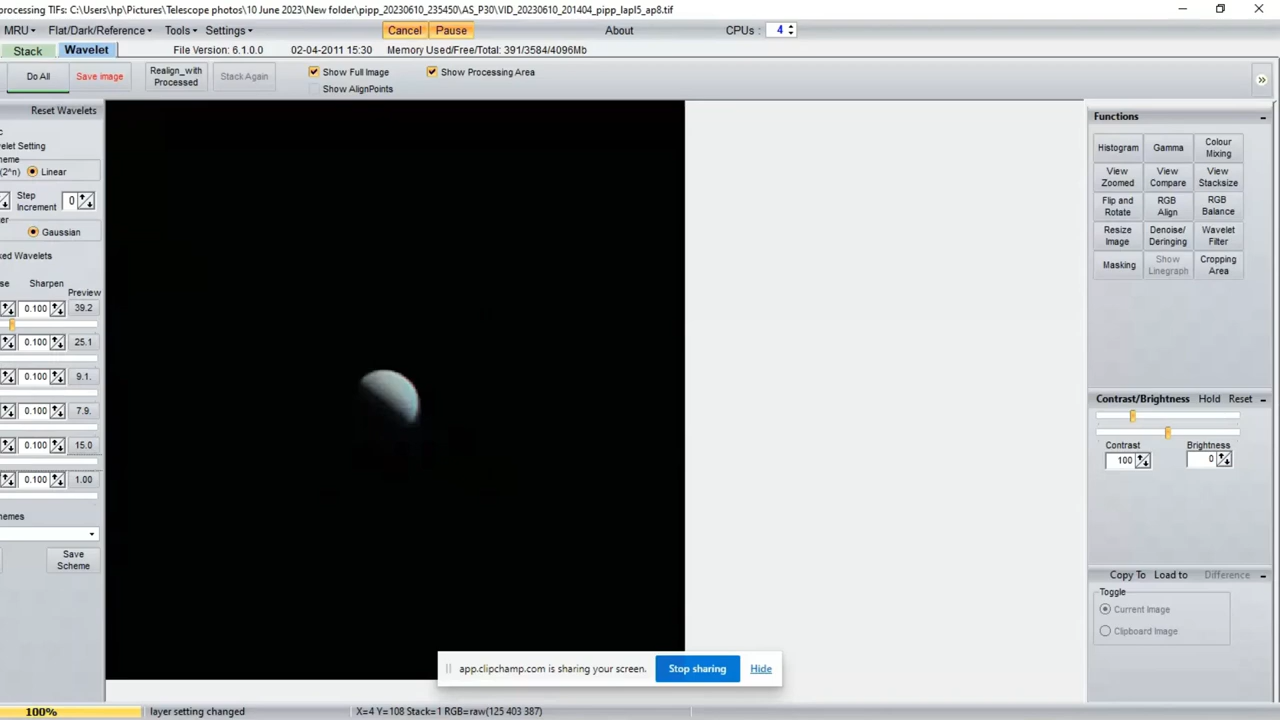 processing TIFs: C:\Users\hp\Pictures\Telescope photos\10 June 2023\New folder\pipp_20230610_235450\AS_P30\VID_20230610_201404_pipp_lapl5_ap8.tif
MRU Flat/Dark/Reference Tools Settings Cancel Pause About CPUs: 4
Stack Wavelet File Version: 6.1.0.0 02-04-2011 15:30 Memory Used/Free/Total: 391/3584/4096Mb
Do All Save image Realign_with Processed Stack Again
Show Full Image Show Processing Area
Show AlignPoints
Reset Wavelets
c
velet Setting
heme
(2^n) Linear
Step Increment 0
er
Gaussian
ked Wavelets
se Sharpen
Preview
0.100 39.2
0.100 25.1
0.100 9.1.
0.100 7.9.
0.100 15.0
0.100 1.00
emes
Save Scheme
Functions
Histogram Gamma Colour Mixing
View Zoomed View Compare View Stacksize
Flip and Rotate RGB Align RGB Balance
Resize Image Denoise/ Deringing Wavelet Filter
Masking Show Linegraph Cropping Area
Contrast/Brightness Hold Reset
Contrast Brightness
100 0
Copy To Load to Difference
Toggle
Current Image
Clipboard Image
app.clipchamp.com is sharing your screen. Stop sharing Hide
100% layer setting changed X=4 Y=108 Stack=1 RGB=raw(125 403 387)